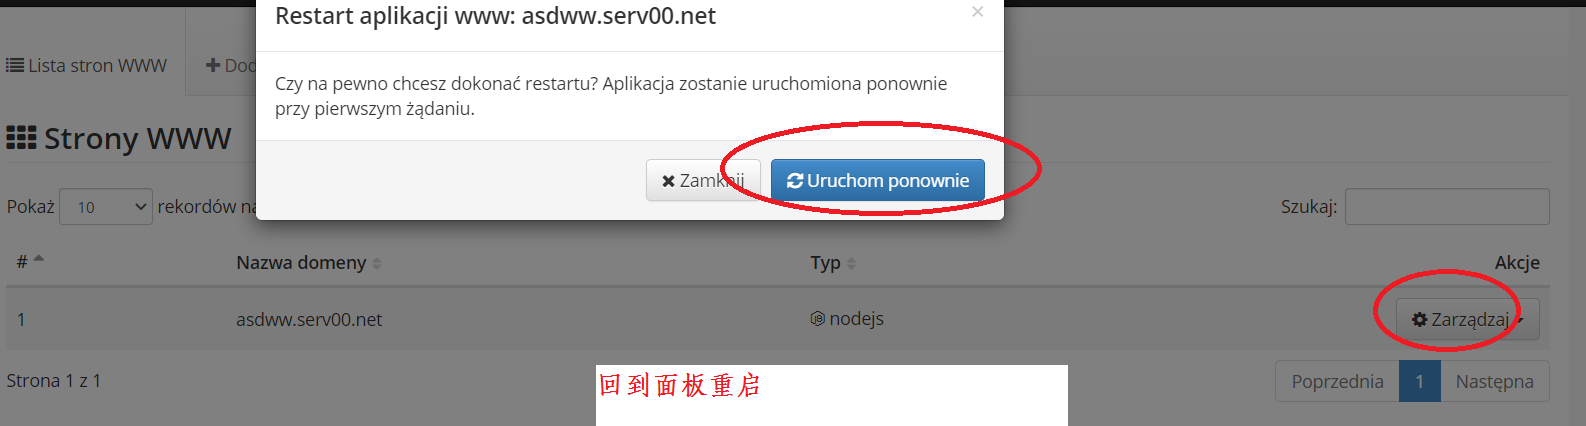 Restart aplikacji www: asdww.serv00.net
×
Lista stron WWW
Dod
Czy na pewno chcesz dokonać restartu? Aplikacja zostanie uruchomiona ponownie
przy pierwszym żądaniu.
Strony WWW
Zamknij
Uruchom ponownie
Pokaż 10 rekordów na
Szukaj:
# Nazwa domeny Typ Akcje
1 asdww.serv00.net nodejs Zarządzaj
Strona 1 z 1
Poprzednia 1 Następna
回到面板重启